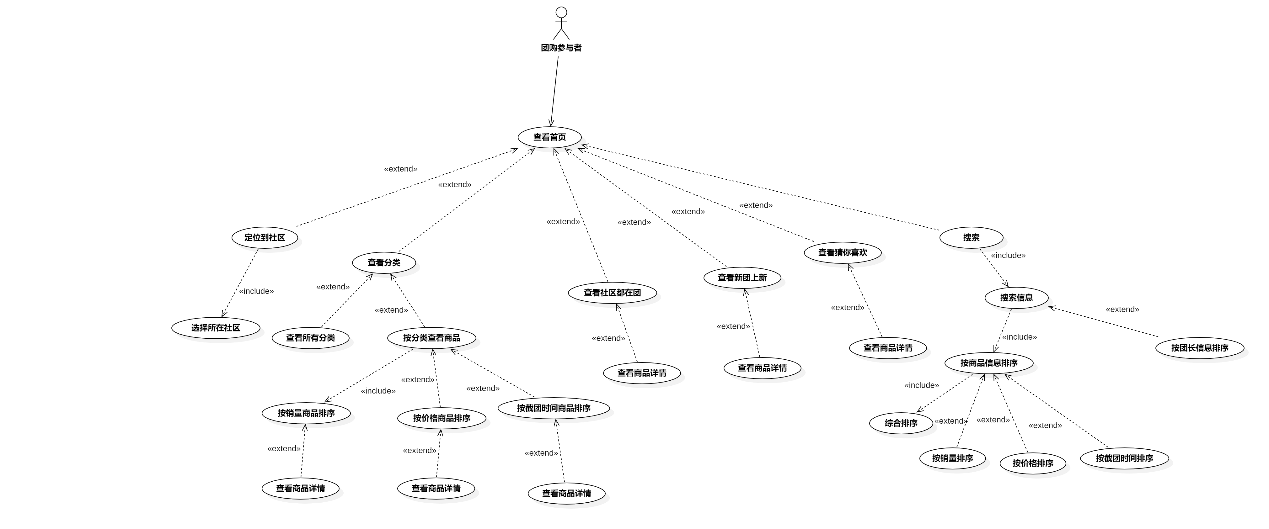 团购参与者
查看首页
«extend»
«extend»
«extend»
«extend»
«extend»
«extend»
定位到社区
查看分类
查看社区都在团
查看新团上新
查看猜你喜欢
搜索
«include»
«extend»
«extend»
«extend»
«extend»
«extend»
«include»
搜索信息
«extend»
选择所在社区
查看所有分类
按分类查看商品
查看商品详情
查看商品详情
查看商品详情
«include»
按团长信息排序
按商品信息排序
«include»
«extend»
«extend»
«include»
«extend»
«extend»
«extend»
按销量商品排序
按价格商品排序
按截团时间商品排序
综合排序
«extend»
«extend»
«extend»
按销量排序
按价格排序
按截团时间排序
查看商品详情
查看商品详情
查看商品详情